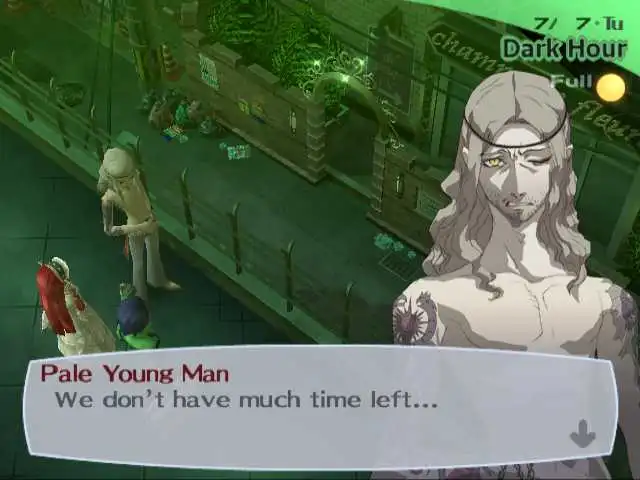 7/ 7·Tu
Dark Hour
Full
Pale Young Man
We don't have much time left...